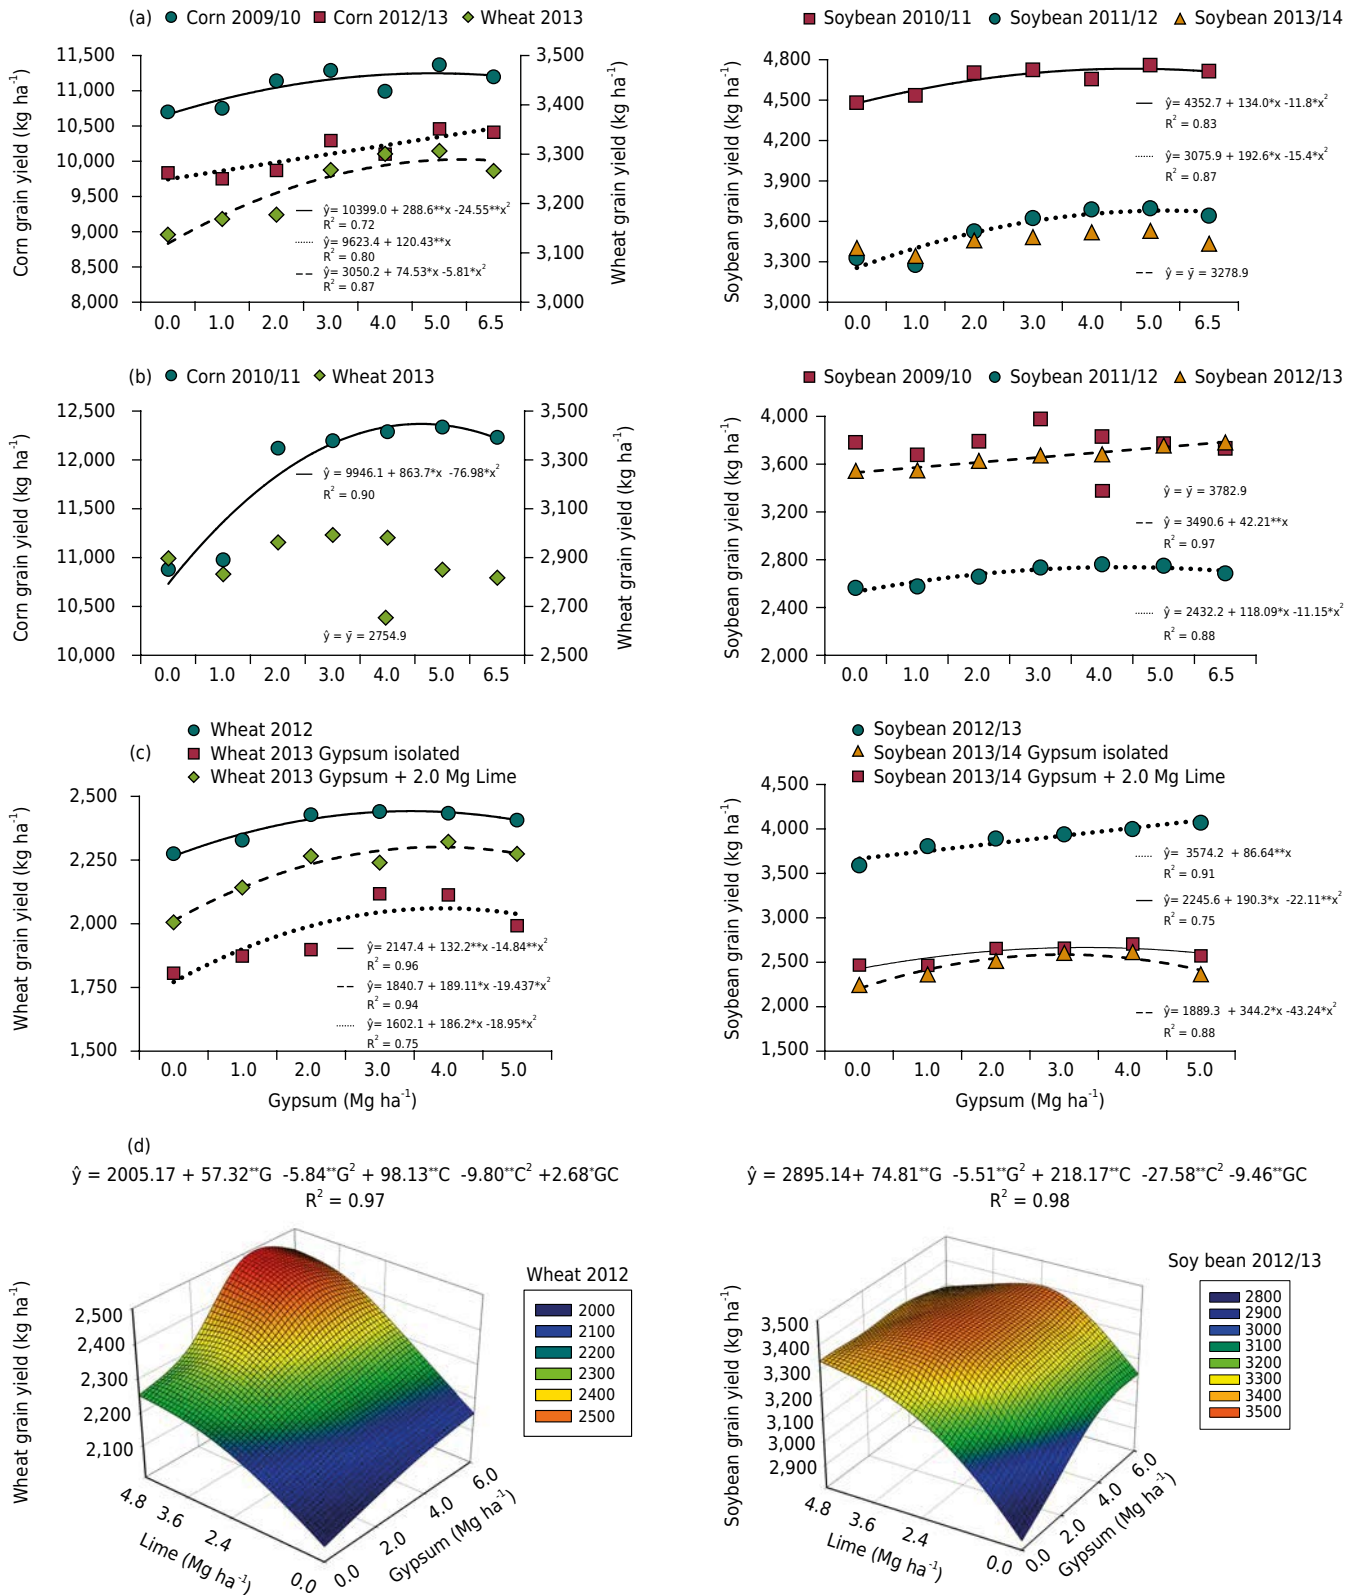 (a) Corn 2009/10 Corn 2012/13 Wheat 2013
Corn grain yield (kg ha⁻¹)
11,500
11,000
10,500
10,000
9,500
9,000
8,500
8,000
ŷ= 10399.0 + 288.6**x -24.55**x²
R² = 0.72
ŷ= 9623.4 + 120.43**x
R² = 0.80
ŷ= 3050.2 + 74.53*x -5.81*x²
R² = 0.87
3,500
3,400
3,300
3,200
3,100
3,000
Wheat grain yield (kg ha⁻¹)
0.0 1.0 2.0 3.0 4.0 5.0 6.5
Soybean 2010/11 Soybean 2011/12 Soybean 2013/14
Soybean grain yield (kg ha⁻¹)
4,800
4,500
4,200
3,900
3,600
3,300
3,000
ŷ= 4352.7 + 134.0*x -11.8*x²
R² = 0.83
ŷ= 3075.9 + 192.6*x -15.4*x²
R² = 0.87
ŷ = ȳ = 3278.9
0.0 1.0 2.0 3.0 4.0 5.0 6.5
(b) Corn 2010/11 Wheat 2013
Corn grain yield (kg ha⁻¹)
12,500
12,000
11,500
11,000
10,500
10,000
ŷ = 9946.1 + 863.7*x -76.98*x²
R² = 0.90
ŷ = ȳ = 2754.9
3,500
3,300
3,100
2,900
2,700
2,500
Wheat grain yield (kg ha⁻¹)
0.0 1.0 2.0 3.0 4.0 5.0 6.5
Soybean 2009/10 Soybean 2011/12 Soybean 2012/13
Soybean grain yield (kg ha⁻¹)
4,000
3,600
3,200
2,800
2,400
2,000
ŷ = ȳ = 3782.9
ŷ = 3490.6 + 42.21**x
R² = 0.97
ŷ = 2432.2 + 118.09*x -11.15*x²
R² = 0.88
0.0 1.0 2.0 3.0 4.0 5.0 6.5
(c)
Wheat 2012
Wheat 2013 Gypsum isolated
Wheat 2013 Gypsum + 2.0 Mg Lime
Wheat grain yield (kg ha⁻¹)
2,500
2,250
2,000
1,750
1,500
ŷ= 2147.4 + 132.2**x -14.84**x²
R² = 0.96
ŷ= 1840.7 + 189.11*x -19.437*x²
R² = 0.94
ŷ= 1602.1 + 186.2*x -18.95*x²
R² = 0.75
0.0 1.0 2.0 3.0 4.0 5.0
Gypsum (Mg ha⁻¹)
Soybean 2012/13
Soybean 2013/14 Gypsum isolated
Soybean 2013/14 Gypsum + 2.0 Mg Lime
Soybean grain yield (kg ha⁻¹)
4,500
4,000
3,500
3,000
2,500
2,000
1,500
ŷ= 3574.2 + 86.64**x
R² = 0.91
ŷ= 2245.6 + 190.3*x -22.11**x²
R² = 0.75
ŷ= 1889.3 + 344.2*x -43.24*x²
R² = 0.88
0.0 1.0 2.0 3.0 4.0 5.0
Gypsum (Mg ha⁻¹)
(d)
ŷ = 2005.17 + 57.32**G -5.84**G² + 98.13**C -9.80**C² +2.68*GC
R² = 0.97
Wheat grain yield (kg ha⁻¹)
2,500
2,400
2,300
2,200
2,100
4.8 3.6 2.4 0.0
Lime (Mg ha⁻¹)
0.0 2.0 4.0 6.0
Gypsum (Mg ha⁻¹)
Wheat 2012
2000
2100
2200
2300
2400
2500
ŷ = 2895.14+ 74.81**G -5.51**G² + 218.17**C -27.58**C² -9.46**GC
R² = 0.98
Soybean grain yield (kg ha⁻¹)
3,500
3,400
3,300
3,200
3,100
3,000
2,900
4.8 3.6 2.4 0.0
Lime (Mg ha⁻¹)
0.0 2.0 4.0 6.0
Gypsum (Mg ha⁻¹)
Soy bean 2012/13
2800
2900
3000
3100
3200
3300
3400
3500